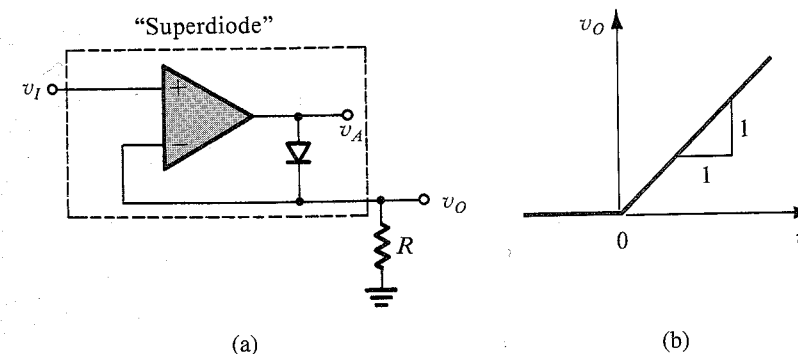 “Superdiode”
v_I
+
−
v_A
v_O
R
(a)
v_O
1
1
0
(b)